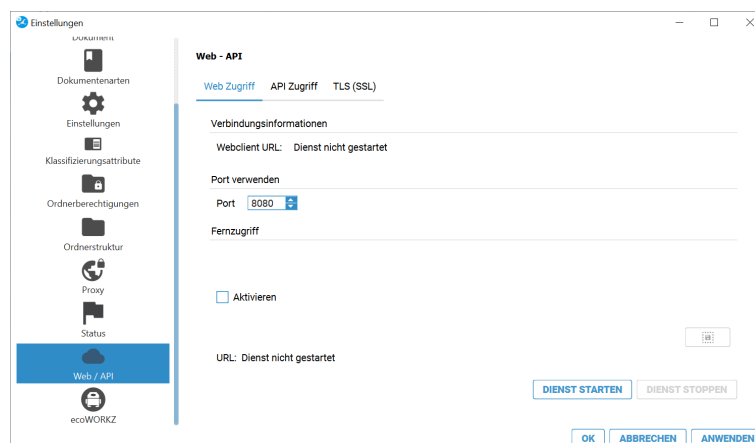 Einstellungen
Dokument
Dokumentenarten
Einstellungen
Klassifizierungsattribute
Ordnerberechtigungen
Ordnerstruktur
Proxy
Status
Web / API
ecoWORKZ
Web - API
Web Zugriff API Zugriff TLS (SSL)
Verbindungsinformationen
Webclient URL: Dienst nicht gestartet
Port verwenden
Port 8080
Fernzugriff
Aktivieren
URL: Dienst nicht gestartet
DIENST STARTEN DIENST STOPPEN
OK ABBRECHEN ANWENDEN